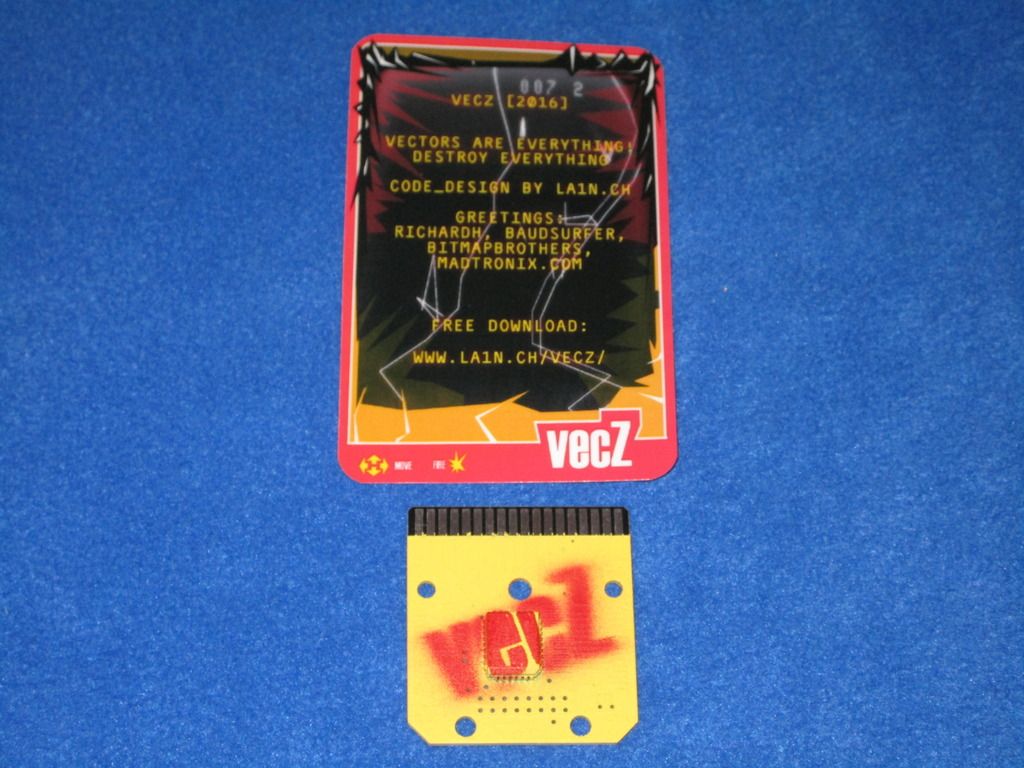 007 2
VECZ [2016]
VECTORS ARE EVERYTHING:
DESTROY EVERYTHING
CODE_DESIGN BY LA1N.CH
GREETINGS:
RICHARDH, BAUDSURFER,
BITMAPBROTHERS,
MADTRONIX.COM
FREE DOWNLOAD:
WWW.LA1N.CH/VECZ/
MOVE FIRE
vecZ
vecZ